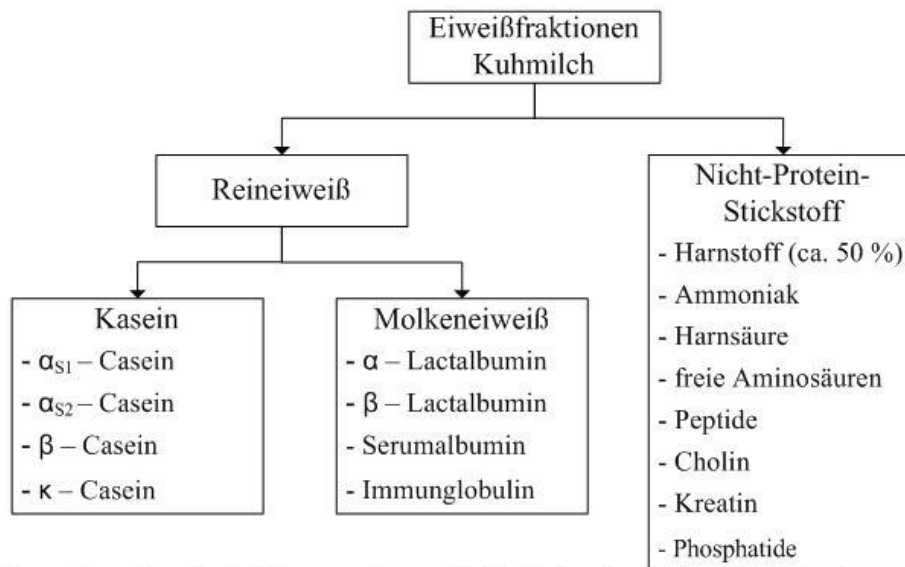 Eiweißfraktionen
Kuhmilch
Reineiweiß
Kasein
- αS1 – Casein
- αS2 – Casein
- β – Casein
- κ – Casein
Molkeneiweiß
- α – Lactalbumin
- β – Lactalbumin
- Serumalbumin
- Immunglobulin
Nicht-Protein-
Stickstoff
- Harnstoff (ca. 50 %)
- Ammoniak
- Harnsäure
- freie Aminosäuren
- Peptide
- Cholin
- Kreatin
- Phosphatide